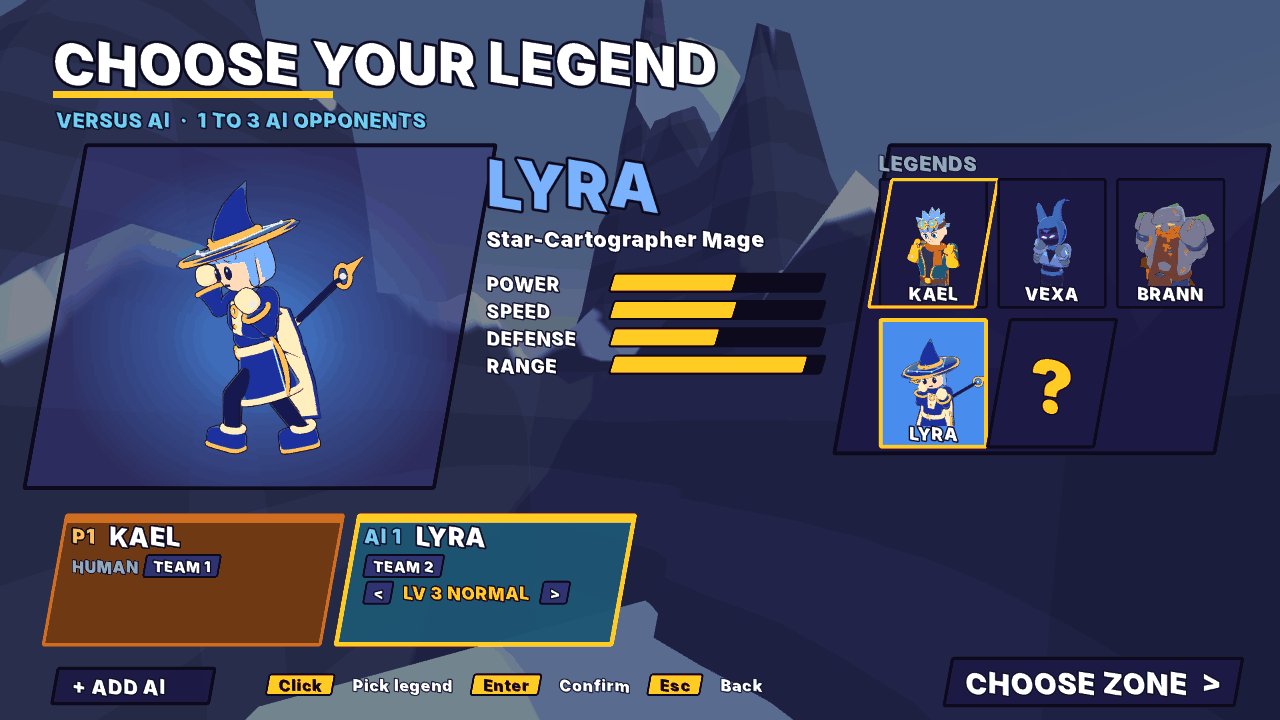 CHOOSE YOUR LEGEND
VERSUS AI · 1 TO 3 AI OPPONENTS
LYRA
Star-Cartographer Mage
POWER
SPEED
DEFENSE
RANGE
LEGENDS
KAEL
VEXA
BRANN
LYRA
?
P1 KAEL
HUMAN TEAM 1
AI 1 LYRA
TEAM 2
< LV 3 NORMAL >
+ ADD AI
Click Pick legend Enter Confirm Esc Back
CHOOSE ZONE >